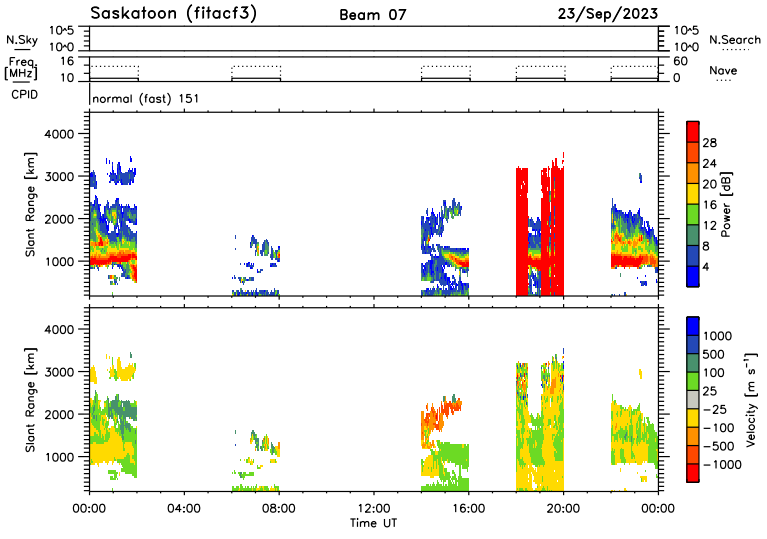 Saskatoon (fitacf3) Beam 07 23/Sep/2023
N.Sky
10^5
10^0
10^5
10^0
N.Search
Freq.
[MHz]
16
10
60
0
Nave
CPID
normal (fast) 151
Slant Range [km]
4000
3000
2000
1000
28
24
20
16
12
8
4
Power [dB]
Slant Range [km]
4000
3000
2000
1000
1000
500
100
25
-25
-100
-500
-1000
Velocity [m s⁻¹]
00:00 04:00 08:00 12:00 16:00 20:00 00:00
Time UT